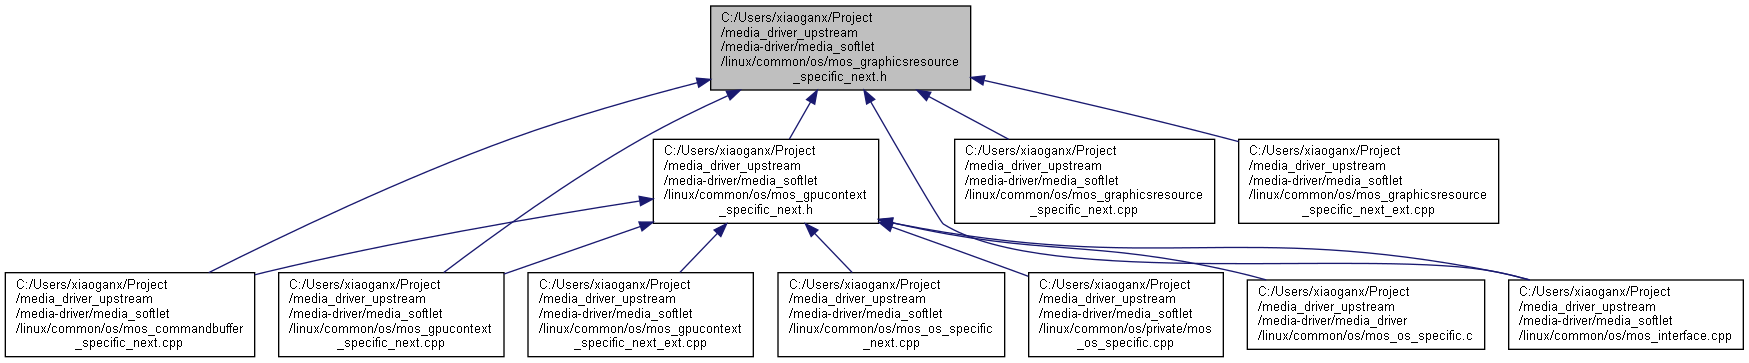 C:/Users/xiaoganx/Project
/media_driver_upstream
/media-driver/media_softlet
/linux/common/os/mos_graphicsresource
_specific_next.h
C:/Users/xiaoganx/Project
/media_driver_upstream
/media-driver/media_softlet
/linux/common/os/mos_gpucontext
_specific_next.h
C:/Users/xiaoganx/Project
/media_driver_upstream
/media-driver/media_softlet
/linux/common/os/mos_graphicsresource
_specific_next.cpp
C:/Users/xiaoganx/Project
/media_driver_upstream
/media-driver/media_softlet
/linux/common/os/mos_graphicsresource
_specific_next_ext.cpp
C:/Users/xiaoganx/Project
/media_driver_upstream
/media-driver/media_softlet
/linux/common/os/mos_commandbuffer
_specific_next.cpp
C:/Users/xiaoganx/Project
/media_driver_upstream
/media-driver/media_softlet
/linux/common/os/mos_gpucontext
_specific_next.cpp
C:/Users/xiaoganx/Project
/media_driver_upstream
/media-driver/media_softlet
/linux/common/os/mos_gpucontext
_specific_next_ext.cpp
C:/Users/xiaoganx/Project
/media_driver_upstream
/media-driver/media_softlet
/linux/common/os/mos_os_specific
_next.cpp
C:/Users/xiaoganx/Project
/media_driver_upstream
/media-driver/media_softlet
/linux/common/os/private/mos
_os_specific.cpp
C:/Users/xiaoganx/Project
/media_driver_upstream
/media-driver/media_driver
/linux/common/os/mos_os_specific.c
C:/Users/xiaoganx/Project
/media_driver_upstream
/media-driver/media_softlet
/linux/common/os/mos_interface.cpp